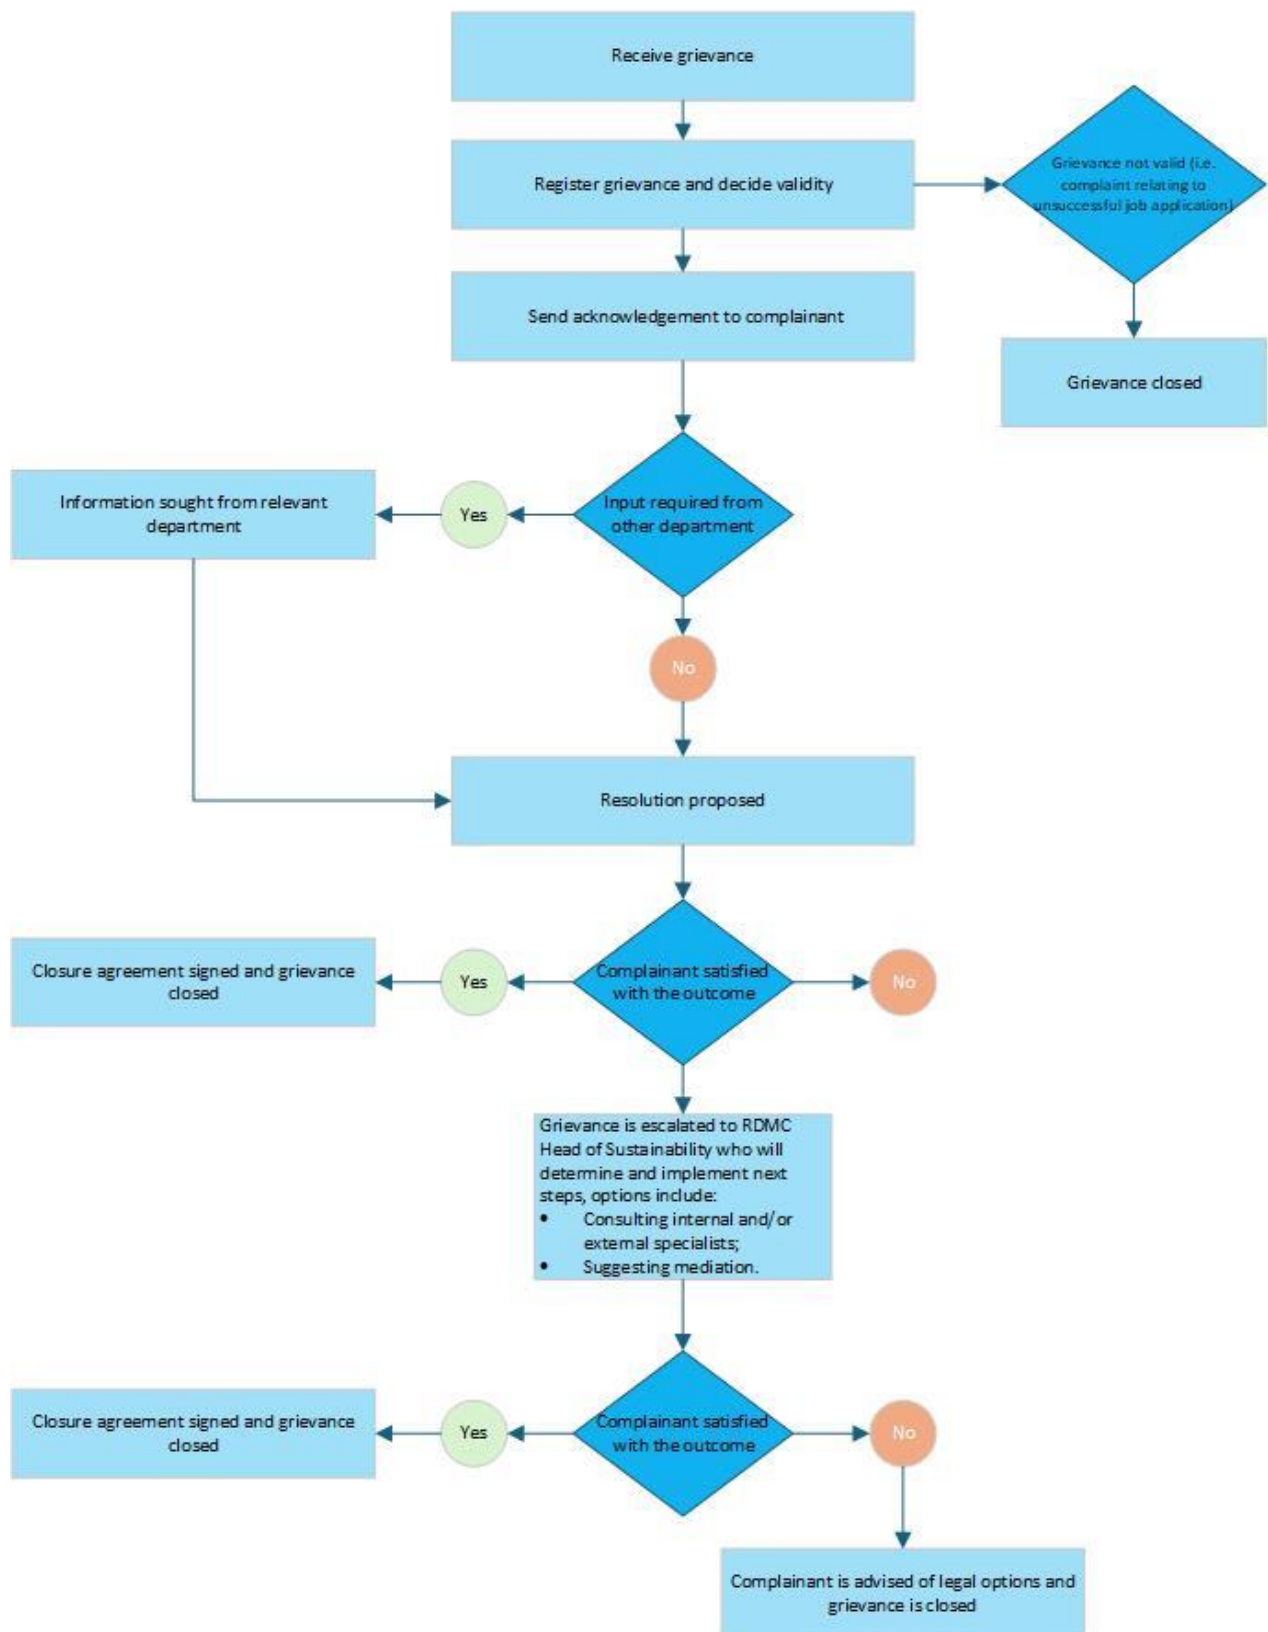 Receive grievance
Register grievance and decide validity
Grievance not valid (i.e.
complaint relating to
unsuccessful job application)
Send acknowledgement to complainant
Grievance closed
Information sought from relevant
department
Yes
Input required from
other department
No
Resolution proposed
Closure agreement signed and grievance
closed
Yes
Complainant satisfied
with the outcome
No
Grievance is escalated to RDMC
Head of Sustainability who will
determine and implement next
steps, options include:
• Consulting internal and/or
external specialists;
• Suggesting mediation.
Closure agreement signed and grievance
closed
Yes
Complainant satisfied
with the outcome
No
Complainant is advised of legal options and
grievance is closed